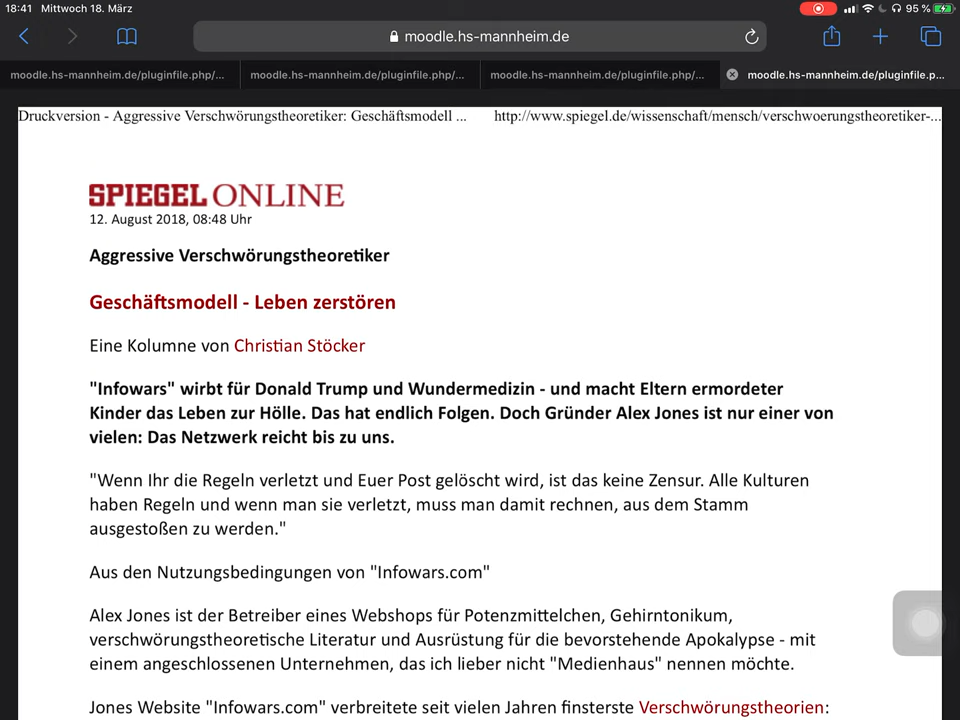 18:41 Mittwoch 18. März 95 %
moodle.hs-mannheim.de
moodle.hs-mannheim.de/pluginfile.php/... moodle.hs-mannheim.de/pluginfile.php/... moodle.hs-mannheim.de/pluginfile.php/... moodle.hs-mannheim.de/pluginfile.p...
Druckversion - Aggressive Verschwörungstheoretiker: Geschäftsmodell ... http://www.spiegel.de/wissenschaft/mensch/verschwoerungstheoretiker-...
SPIEGEL ONLINE
12. August 2018, 08:48 Uhr
Aggressive Verschwörungstheoretiker
Geschäftsmodell - Leben zerstören
Eine Kolumne von Christian Stöcker
"Infowars" wirbt für Donald Trump und Wundermedizin - und macht Eltern ermordeter
Kinder das Leben zur Hölle. Das hat endlich Folgen. Doch Gründer Alex Jones ist nur einer von
vielen: Das Netzwerk reicht bis zu uns.
"Wenn Ihr die Regeln verletzt und Euer Post gelöscht wird, ist das keine Zensur. Alle Kulturen
haben Regeln und wenn man sie verletzt, muss man damit rechnen, aus dem Stamm
ausgestoßen zu werden."
Aus den Nutzungsbedingungen von "Infowars.com"
Alex Jones ist der Betreiber eines Webshops für Potenzmittelchen, Gehirntonikum,
verschwörungstheoretische Literatur und Ausrüstung für die bevorstehende Apokalypse - mit
einem angeschlossenen Unternehmen, das ich lieber nicht "Medienhaus" nennen möchte.
Jones Website "Infowars.com" verbreitete seit vielen Jahren finsterste Verschwörungstheorien: